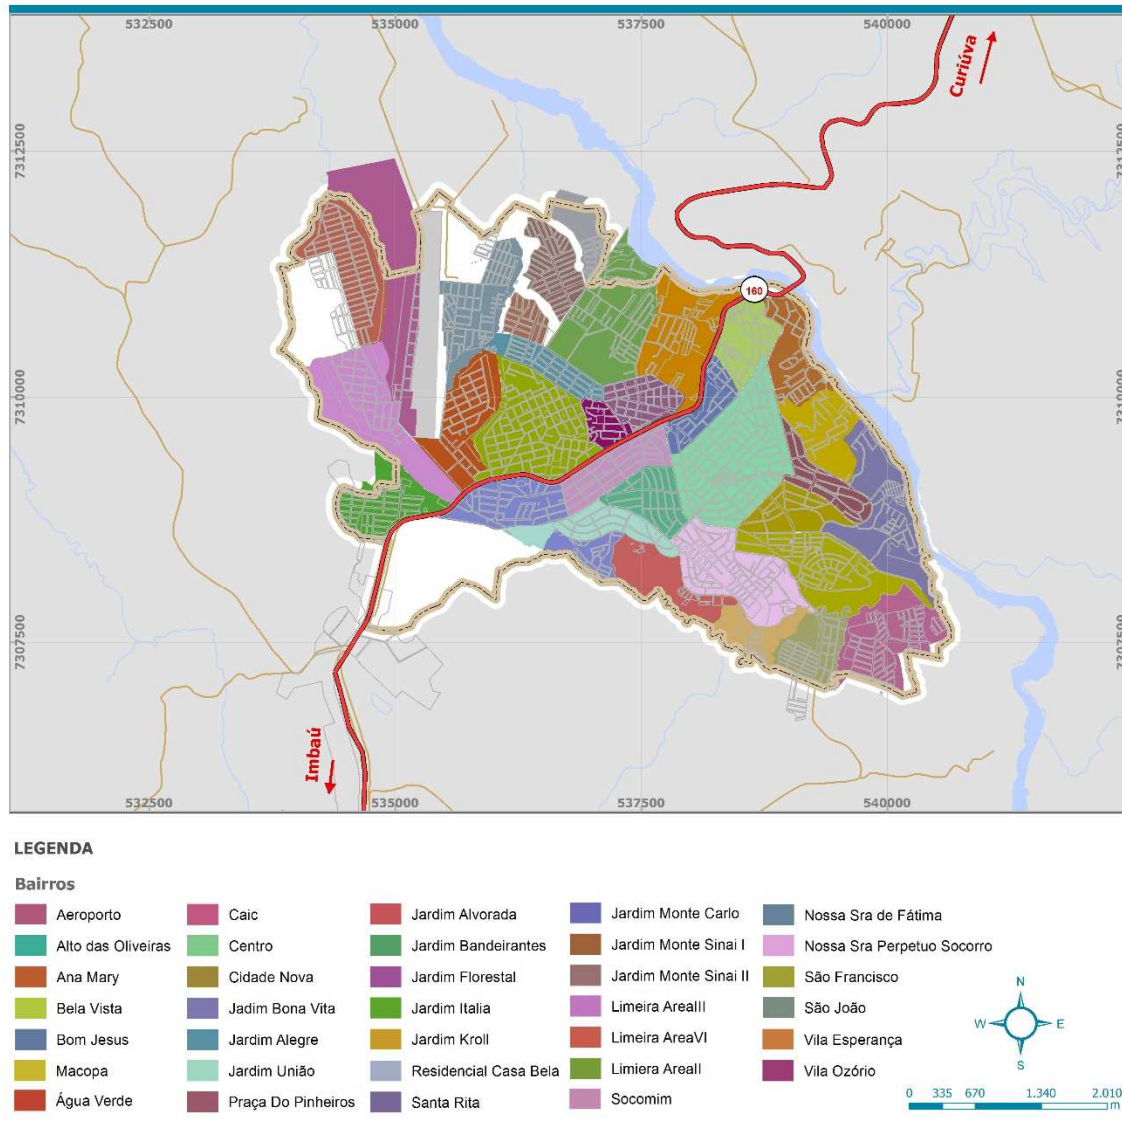 532500 535000 537500 540000
Curiúva
7312500 7312500
160
7310000 7310000
7307500 7307500
Imbaú
532500 535000 537500 540000
LEGENDA
Bairros
Aeroporto Caic Jardim Alvorada Jardim Monte Carlo Nossa Sra de Fátima
Alto das Oliveiras Centro Jardim Bandeirantes Jardim Monte Sinai I Nossa Sra Perpetuo Socorro
Ana Mary Cidade Nova Jardim Florestal Jardim Monte Sinai II São Francisco
Bela Vista Jadim Bona Vita Jardim Italia Limeira AreaIII São João
Bom Jesus Jardim Alegre Jardim Kroll Limeira AreaVI Vila Esperança
Macopa Jardim União Residencial Casa Bela Limiera AreaII Vila Ozório
Água Verde Praça Do Pinheiros Santa Rita Socomim
N
W E
S
0 335 670 1.340 2.010
m